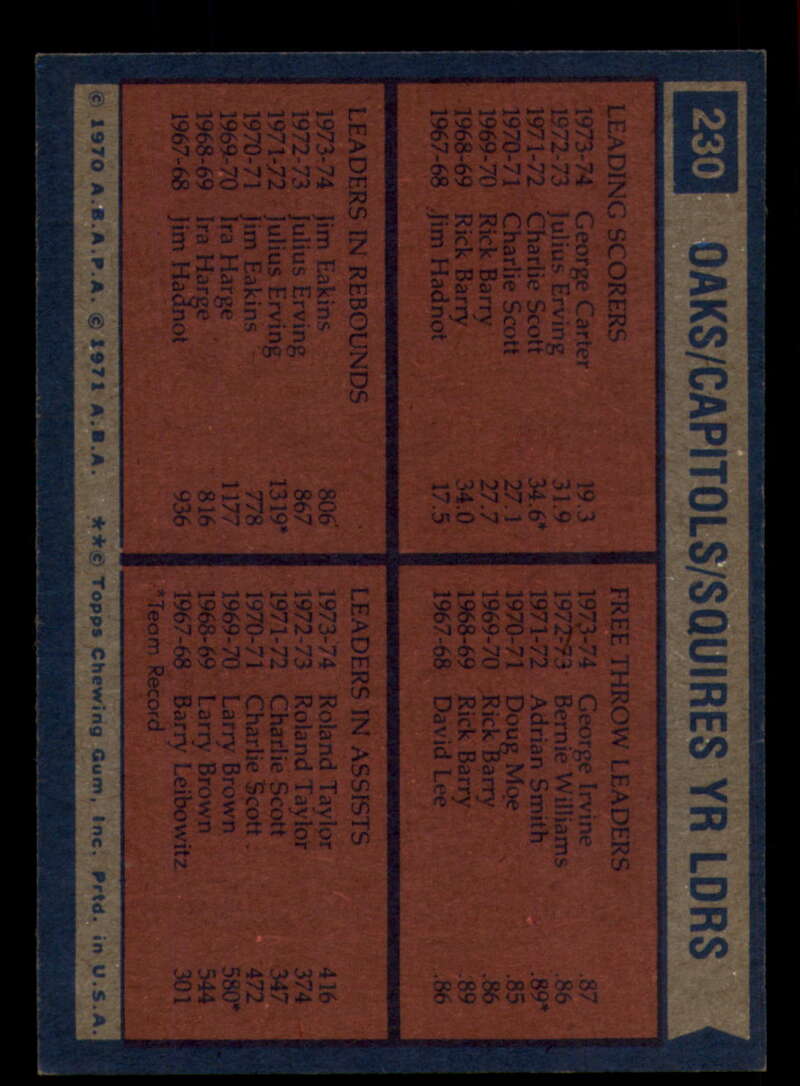 230 OAKS/CAPITOLS/SQUIRES YR LDRS
LEADING SCORERS
1973-74 George Carter 19.3
1972-73 Julius Erving 31.9
1971-72 Charlie Scott 34.6*
1970-71 Charlie Scott 27.1
1969-70 Rick Barry 27.7
1968-69 Rick Barry 34.0
1967-68 Jim Hadnot 17.5
FREE THROW LEADERS
1973-74 George Irvine .87
1972-73 Bernie Williams .86
1971-72 Adrian Smith .89*
1970-71 Doug Moe .85
1969-70 Rick Barry .86
1968-69 Rick Barry .89
1967-68 David Lee .86
LEADERS IN REBOUNDS
1973-74 Jim Eakins 806
1972-73 Julius Erving 867
1971-72 Julius Erving 1319*
1970-71 Jim Eakins 778
1969-70 Ira Harge 1177
1968-69 Ira Harge 816
1967-68 Jim Hadnot 936
LEADERS IN ASSISTS
1973-74 Roland Taylor 416
1972-73 Roland Taylor 374
1971-72 Charlie Scott 347
1970-71 Charlie Scott 472
1969-70 Larry Brown 580*
1968-69 Larry Brown 544
1967-68 Barry Leibowitz 301
*Team Record
© 1970 A.B.A.P.A. © 1971 A.B.A. **© Topps Chewing Gum, Inc. Prtd. in U.S.A.